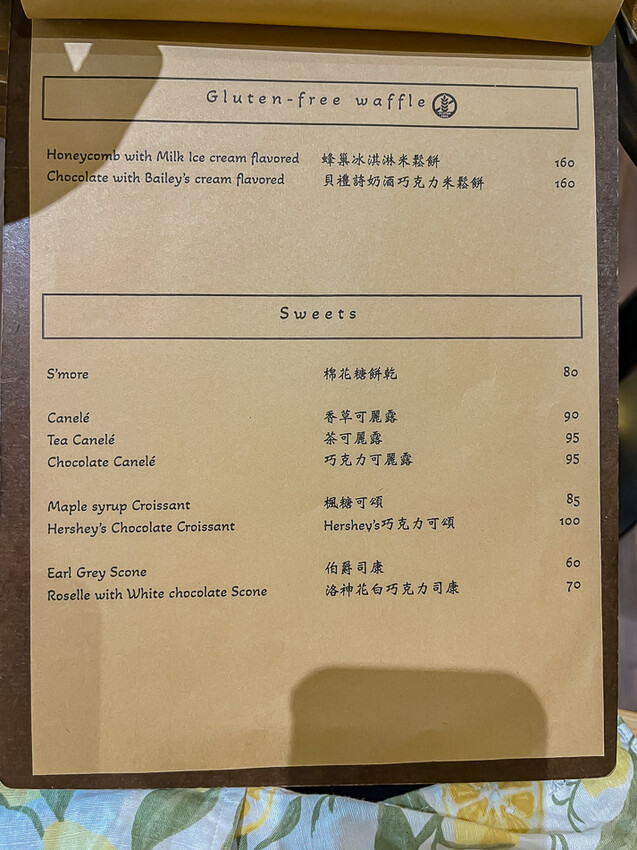 Gluten-free waffle
Honeycomb with Milk Ice cream flavored 蜂巢冰淇淋米鬆餅 160
Chocolate with Bailey's cream flavored 貝禮詩奶酒巧克力米鬆餅 160
Sweets
S'more 棉花糖餅乾 80
Canelé 香草可麗露 90
Tea Canelé 茶可麗露 95
Chocolate Canelé 巧克力可麗露 95
Maple syrup Croissant 楓糖可頌 85
Hershey's Chocolate Croissant Hershey's巧克力可頌 100
Earl Grey Scone 伯爵司康 60
Roselle with White chocolate Scone 洛神花白巧克力司康 70